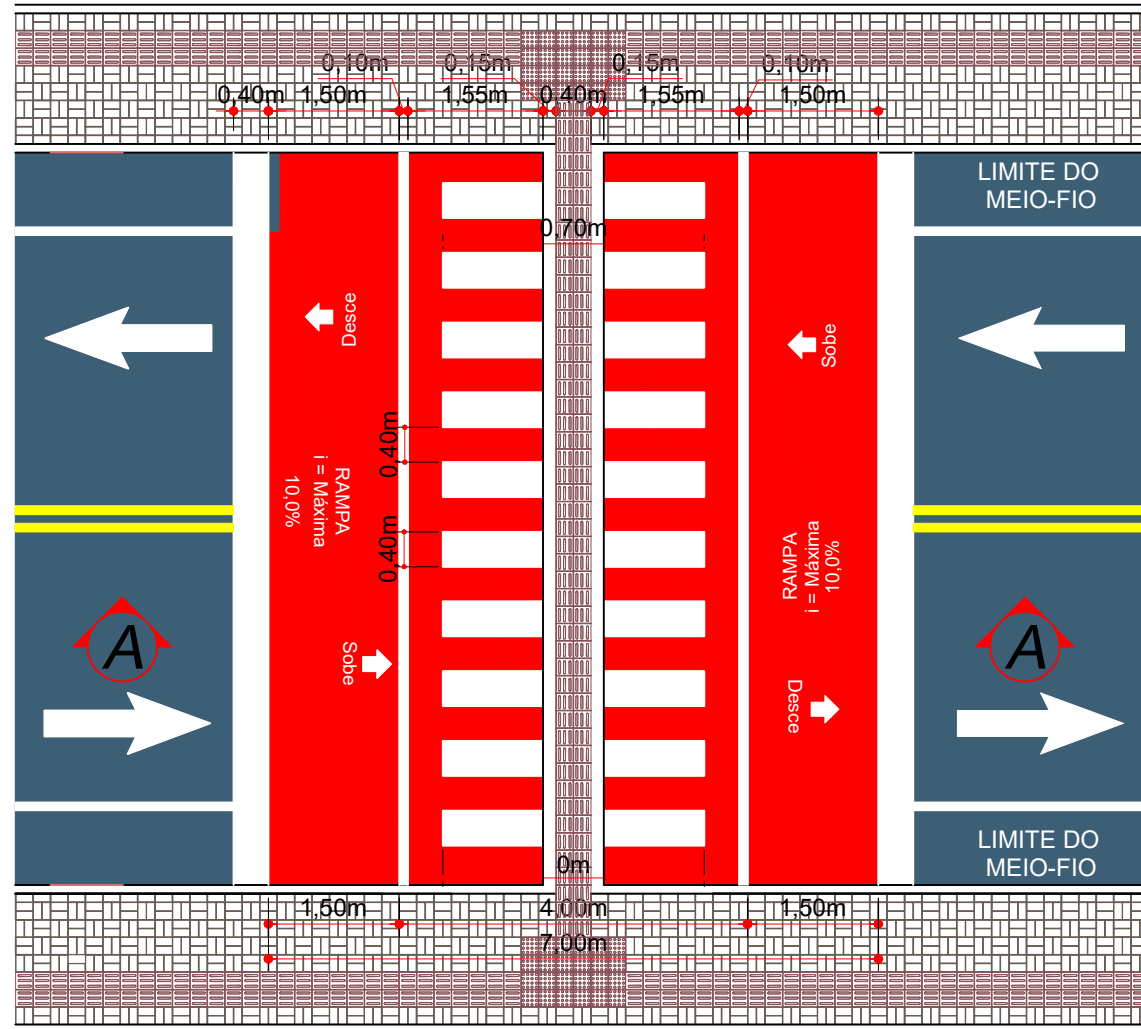 0,10m
0,15m
0,15m
0,10m
0,40m
1,50m
1,55m
0,40m
1,55m
1,50m
LIMITE DO
MEIO-FIO
0,70m
Desce
Sobe
0,40m
RAMPA
i = Máxima
10,0%
0,40m
RAMPA
i = Máxima
10,0%
A
Sobe
A
Desce
LIMITE DO
MEIO-FIO
0m
1,50m
4,00m
1,50m
7,00m